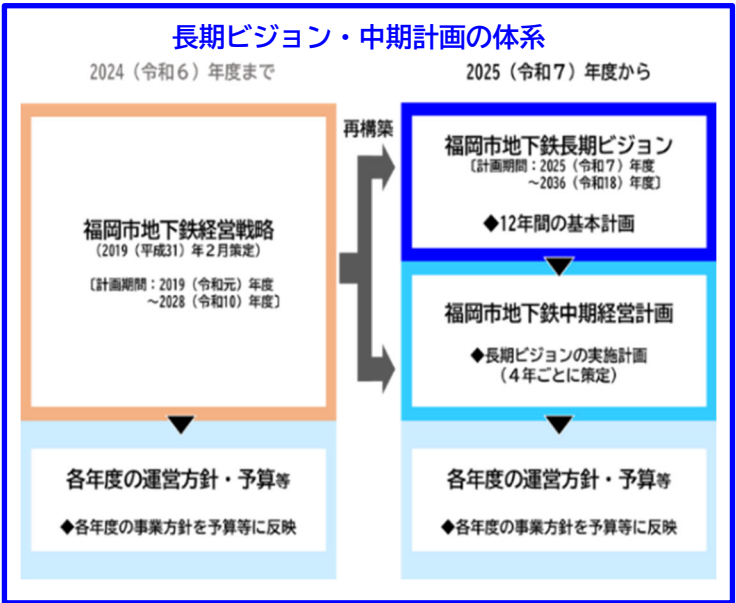 長期ビジョン・中期計画の体系
2024（令和６）年度まで
福岡市地下鉄経営戦略
（2019（平成31）年２月策定）
〔計画期間：2019（令和元）年度
～2028（令和10）年度〕
各年度の運営方針・予算等
◆各年度の事業方針を予算等に反映
再構築
2025（令和７）年度から
福岡市地下鉄長期ビジョン
〔計画期間：2025（令和７）年度
～2036（令和18）年度〕
◆12年間の基本計画
福岡市地下鉄中期経営計画
◆長期ビジョンの実施計画
（４年ごとに策定）
各年度の運営方針・予算等
◆各年度の事業方針を予算等に反映